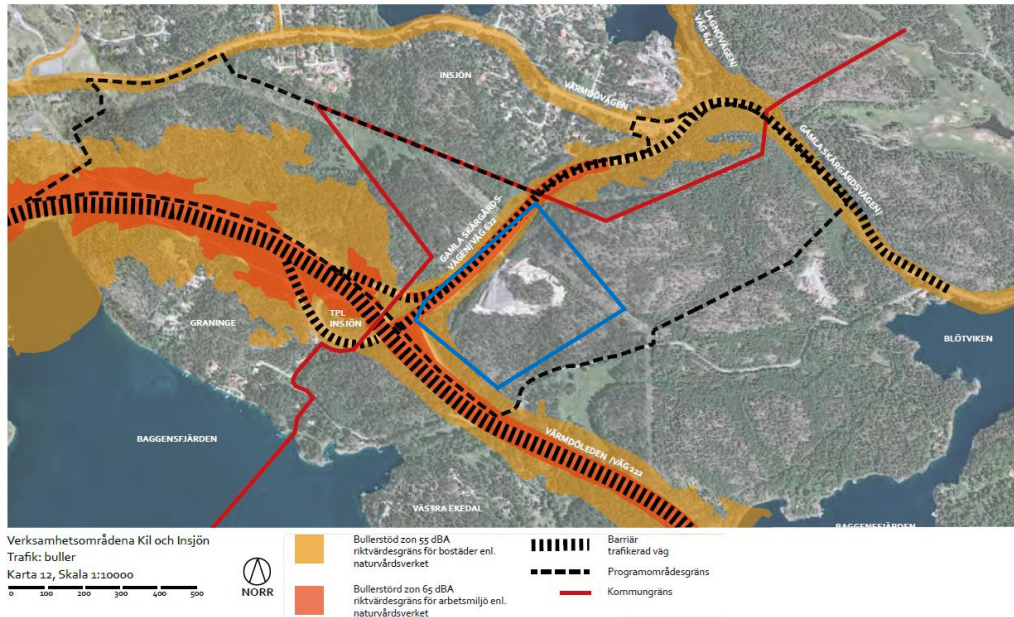 LAGNÖVÄGEN/
VÄG 642
INSJÖN
VÄRMDÖVÄGEN
GAMLA SKÄRGÅRDSVÄGEN/
GAMLA SKÄRGÅRDS-
VÄGEN/VÄG 622
TPL
INSJÖN
GRANINGE
BLÖTVIKEN
BAGGENSFJÄRDEN
VÄRMDÖLEDEN /VÄG 222
VÄSTRA EKEDAL
BAGGENSFJÄRDEN
Verksamhetsområdena Kil och Insjön
Trafik: buller
Karta 12, Skala 1:10000
0 100 200 300 400 500
NORR
Bullerstöd zon 55 dBA
riktvärdesgräns för bostäder enl.
naturvårdsverket
Bullerstörd zon 65 dBA
riktvärdesgräns för arbetsmiljö enl.
naturvårdsverket
Barriär
trafikerad väg
Programområdesgräns
Kommungräns